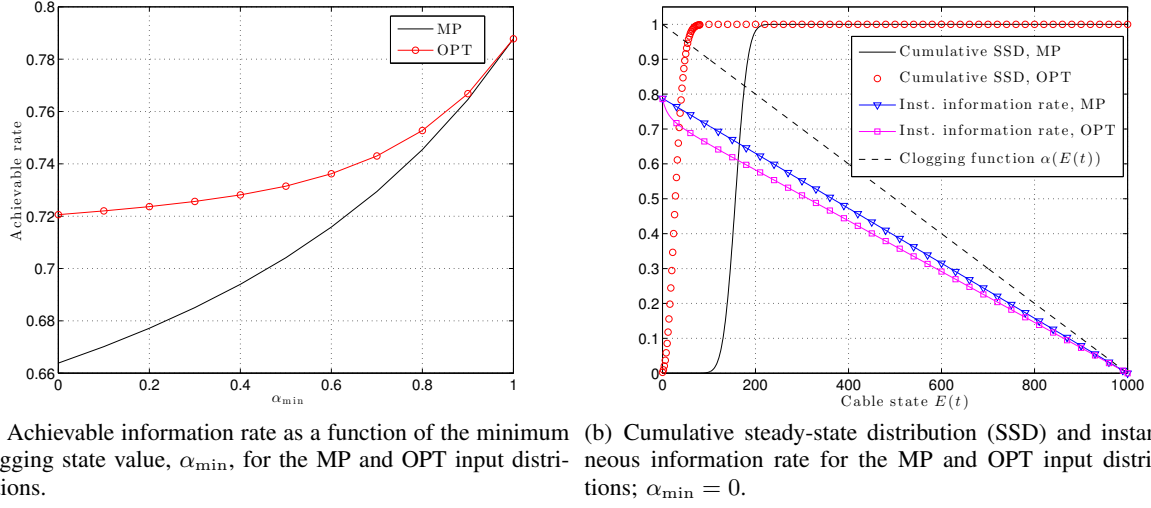 0.8
0.78
0.76
0.74
0.72
0.7
0.68
0.66
Achievable rate
0 0.2 0.4 0.6 0.8 1
α_min
MP
OPT
1
0.9
0.8
0.7
0.6
0.5
0.4
0.3
0.2
0.1
0
0 200 400 600 800 1000
Cable state E(t)
Cumulative SSD, MP
Cumulative SSD, OPT
Inst. information rate, MP
Inst. information rate, OPT
Clogging function α(E(t))
Achievable information rate as a function of the minimum
gging state value, α_min, for the MP and OPT input distri-
ions.
(b) Cumulative steady-state distribution (SSD) and instan
neous information rate for the MP and OPT input distri
tions; α_min = 0.